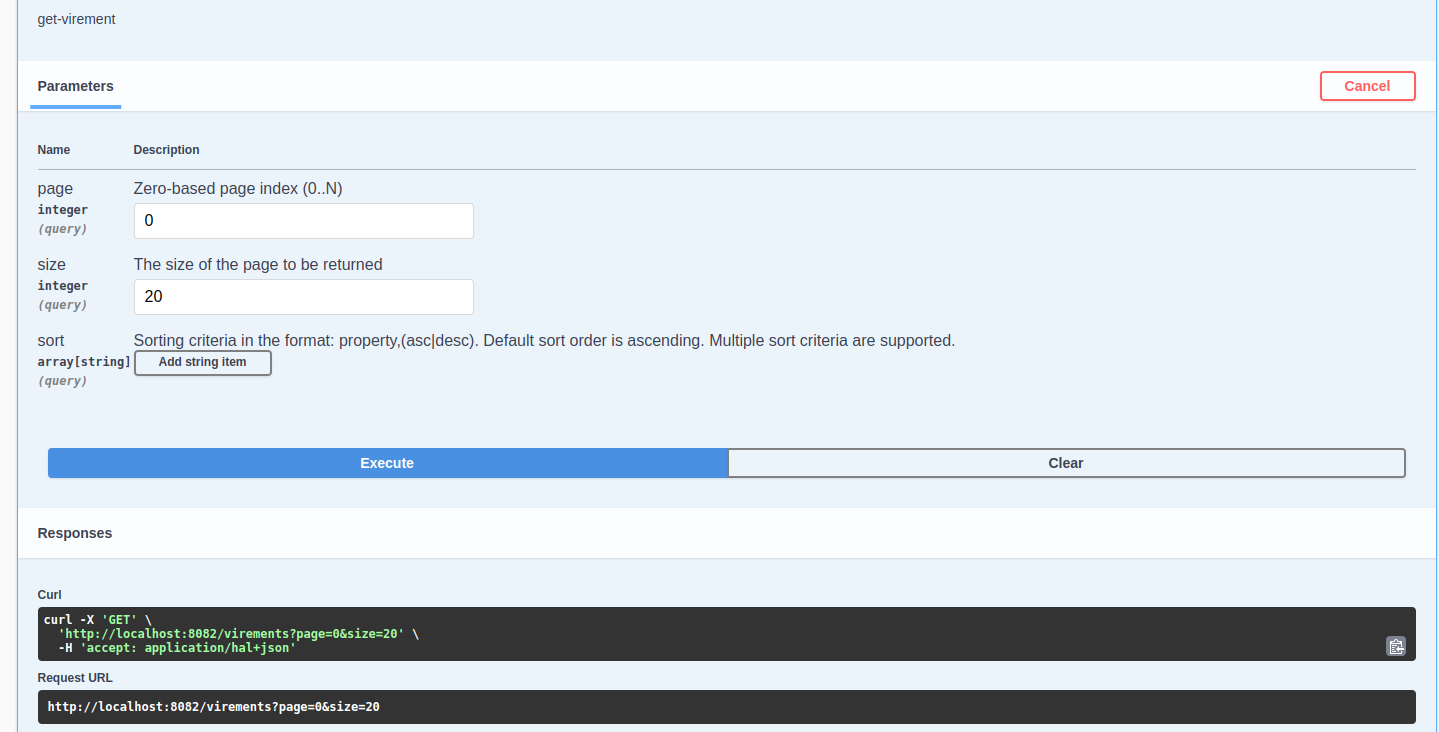 get-virement
Parameters
Cancel
Name Description
page Zero-based page index (0..N)
integer 0
(query)
size The size of the page to be returned
integer 20
(query)
sort Sorting criteria in the format: property,(asc|desc). Default sort order is ascending. Multiple sort criteria are supported.
array[string] Add string item
(query)
Execute Clear
Responses
Curl
curl -X 'GET' \
'http://localhost:8082/virements?page=0&size=20' \
-H 'accept: application/hal+json'
Request URL
http://localhost:8082/virements?page=0&size=20